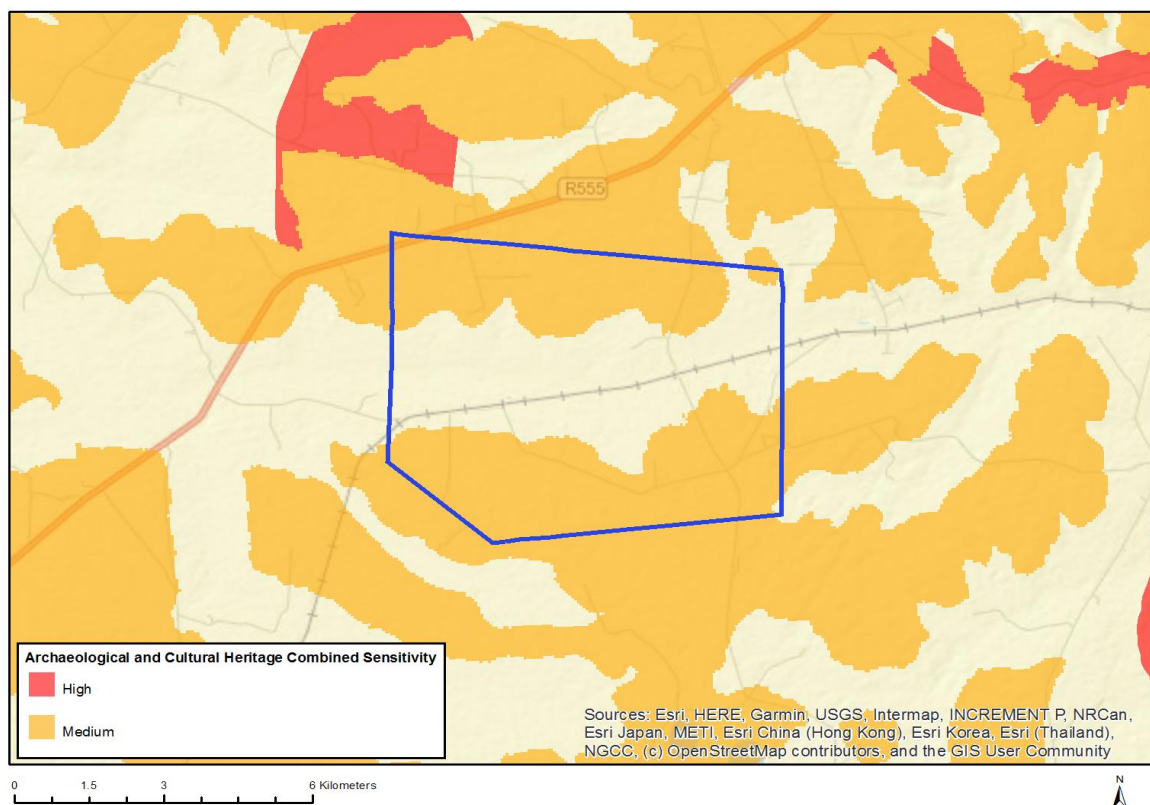 R555
Archaeological and Cultural Heritage Combined Sensitivity
High
Medium
Sources: Esri, HERE, Garmin, USGS, Intermap, INCREMENT P, NRCan,
Esri Japan, METI, Esri China (Hong Kong), Esri Korea, Esri (Thailand),
NGCC, (c) OpenStreetMap contributors, and the GIS User Community
0 1.5 3 6 Kilometers
N